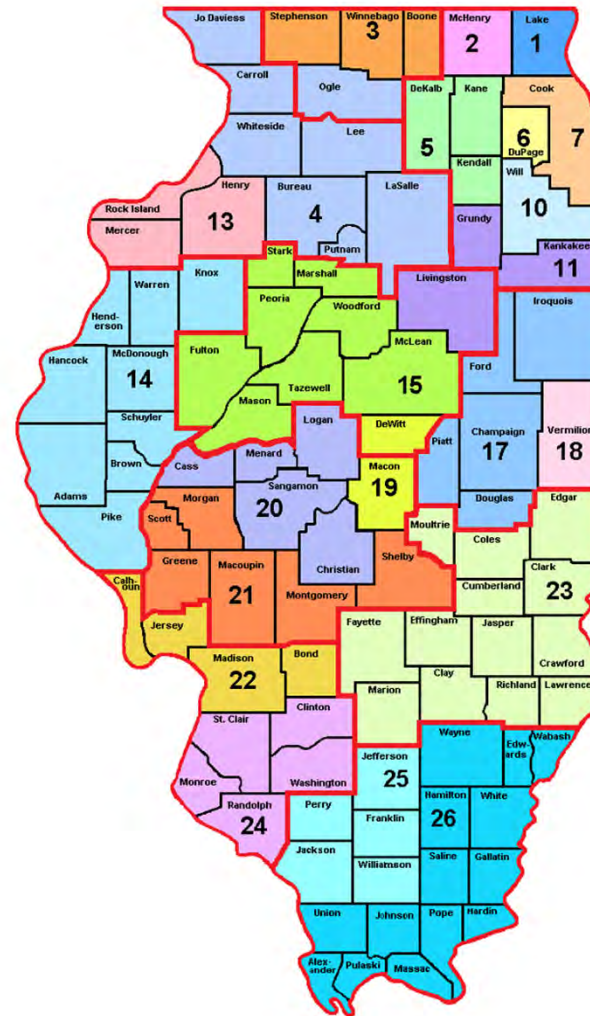 Jo Daviess
Stephenson
Winnebago
3
Boone
McHenry
2
Lake
1
Carroll
Ogle
DeKalb
Kane
Cook
Whiteside
Lee
5
6
DuPage
7
Kendall
Will
Henry
Bureau
LaSalle
10
Rock Island
13
4
Grundy
Mercer
Putnam
Kankakee
11
Stark
Marshall
Livingston
Knox
Warren
Peoria
Woodford
Iroquois
Hend-
erson
McLean
Hancock
McDonough
Fulton
Ford
14
Tazewell
15
Mason
Schuyler
Logan
DeWitt
Champaign
Vermilion
Piatt
17
18
Brown
Cass
Menard
Macon
Adams
Sangamon
19
Douglas
Edgar
Morgan
20
Pike
Scott
Moultrie
Coles
Greene
Macoupin
Christian
Shelby
Clark
Cal-
houn
21
Montgomery
Cumberland
23
Jersey
Fayette
Effingham
Jasper
Madison
Bond
Crawford
22
Clay
Marion
Richland
Lawrence
Clinton
St. Clair
Wayne
Wabash
Edw-
ards
Jefferson
Monroe
Washington
25
Hamilton
White
Randolph
Perry
24
Franklin
26
Jackson
Williamson
Saline
Gallatin
Union
Johnson
Pope
Hardin
Alex-
ander
Pulaski
Massac